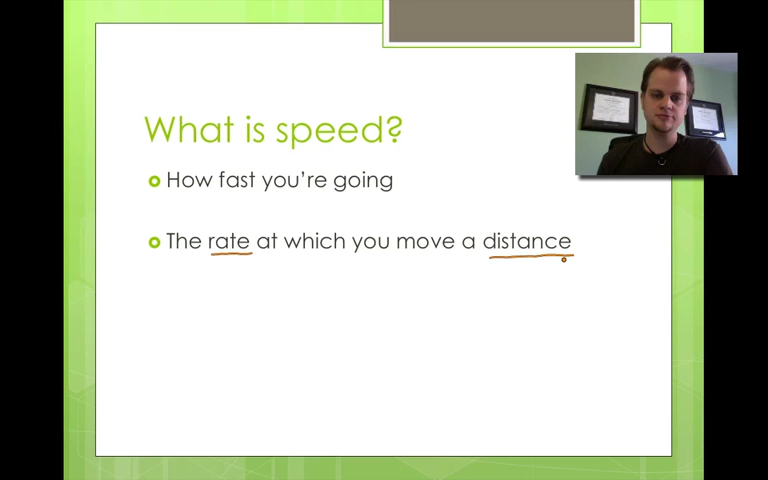 What is speed?
How fast you're going
The rate at which you move a distance